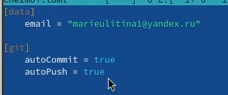 [data]
email = "marieulitina1@yandex.ru"
[git]
autoCommit = true
autoPush = true